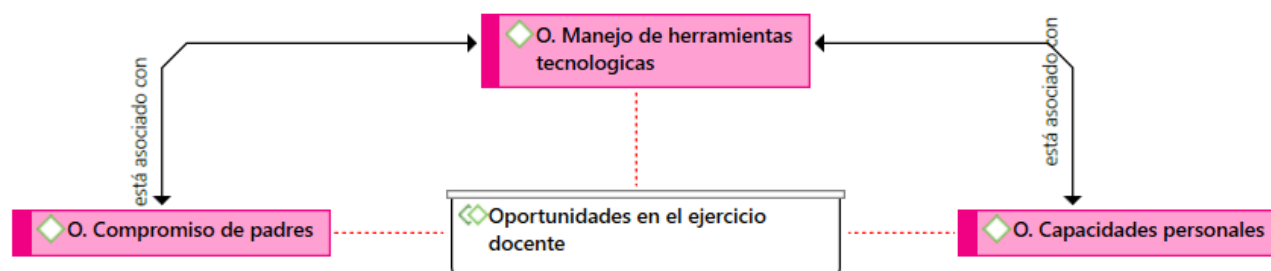 O. Manejo de herramientas
tecnologicas
está asociado con
está asociado con
O. Compromiso de padres
Oportunidades en el ejercicio
docente
O. Capacidades personales